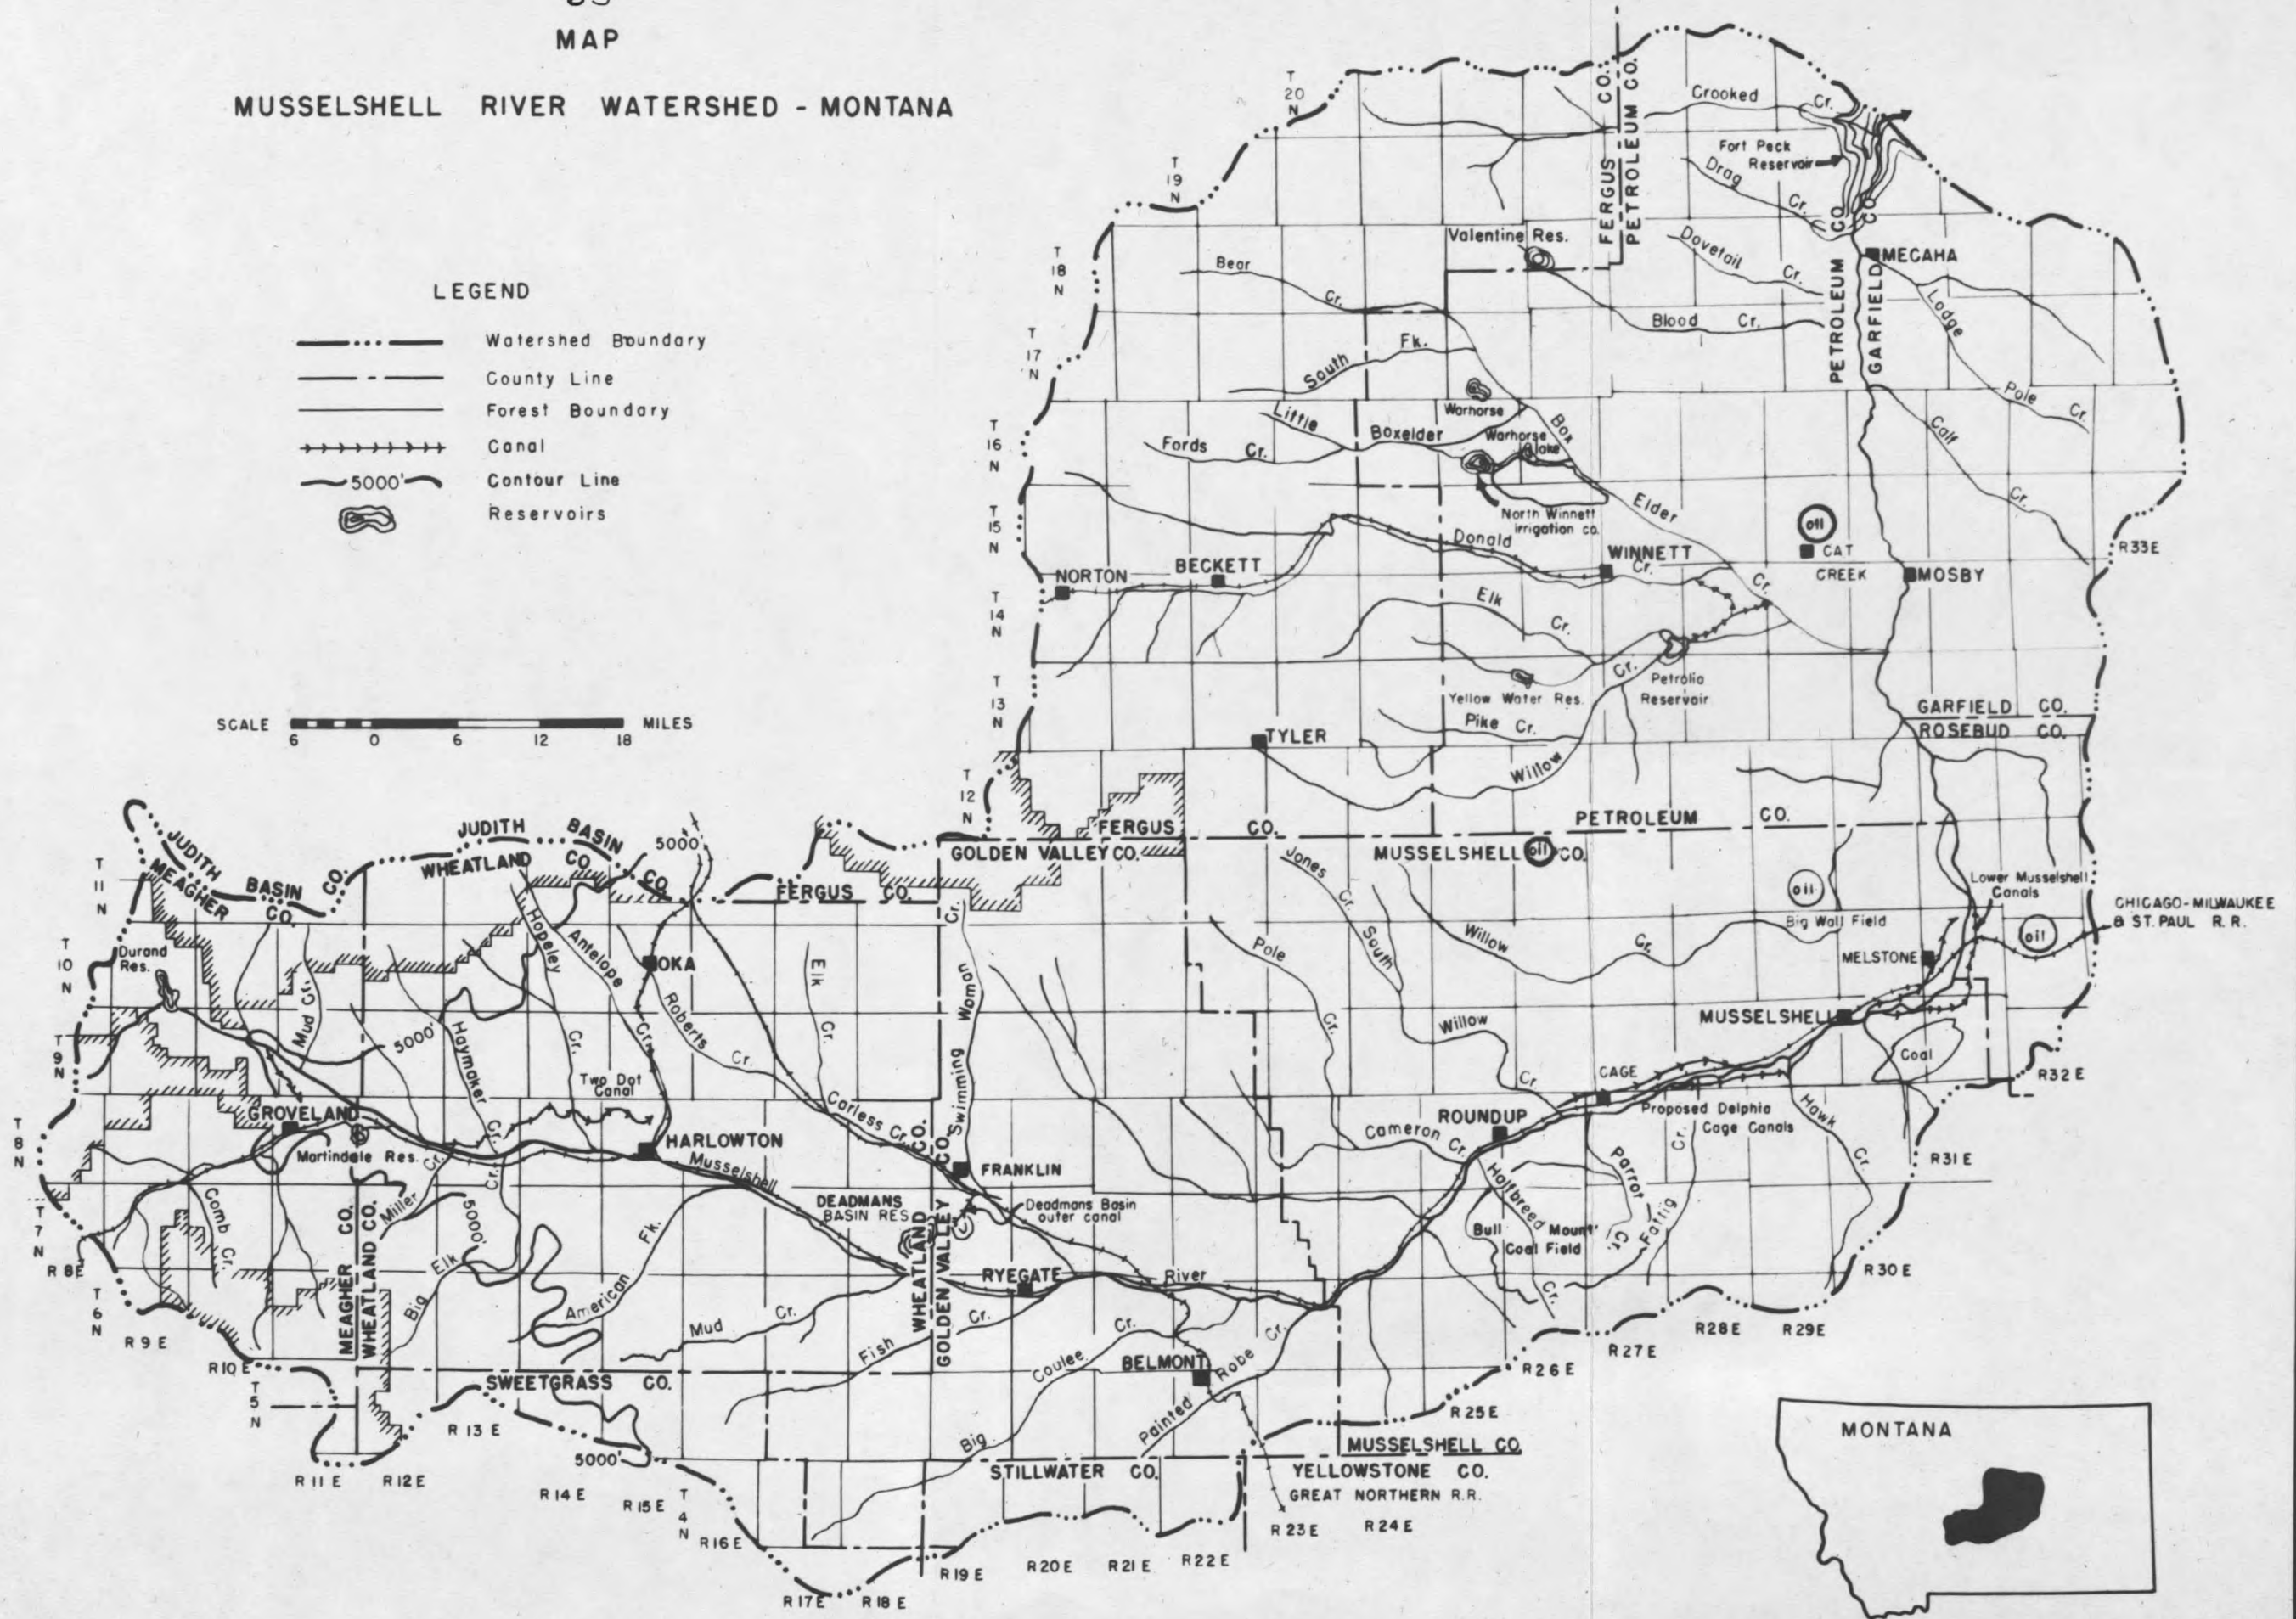 MAP
MUSSELSHELL RIVER WATERSHED - MONTANA
LEGEND
Watershed Boundary
County Line
Forest Boundary
Canal
5000' Contour Line
Reservoirs
SCALE 6 0 6 12 18 MILES
T 20 N
T 19 N
T 18 N
T 17 N
T 16 N
T 15 N
T 14 N
T 13 N
T 12 N
T 11 N
T 10 N
T 9 N
T 8 N
T 7 N
T 6 N
T 5 N
T 4 N
R 8E
R 9 E
R 10 E
R 11 E
R 12 E
R 13 E
R 14 E
R 15 E
R 16 E
R 17 E
R 18 E
R 19 E
R 20 E
R 21 E
R 22 E
R 23 E
R 24 E
R 25 E
R 26 E
R 27 E
R 28 E
R 29 E
R 30 E
R 31 E
R 32 E
R 33 E
FERGUS CO.
PETROLEUM CO.
Crooked Cr.
Fort Peck
Reservoir
Drag Cr.
PETROLEUM CO
CO
Valentine Res.
Dovetail Cr.
MECAHA
Bear Cr.
Blood Cr.
PETROLEUM
GARFIELD
Lodge Pole Cr.
South Fk.
Warhorse
Little Boxelder
Warhorse
Lake
Box Elder Cr.
Calf Cr.
Fords Cr.
North Winnett
irrigation co.
Donald Cr.
oil
CAT
CREEK
WINNETT
MOSBY
NORTON
BECKETT
Elk Cr.
Cr.
Petrolia
Reservoir
Yellow Water Res.
Pike Cr.
TYLER
Willow
GARFIELD CO.
ROSEBUD CO.
FERGUS CO.
PETROLEUM CO.
GOLDEN VALLEY CO.
MUSSELSHELL oil CO.
JUDITH BASIN CO.
MEAGHER CO.
JUDITH BASIN CO.
WHEATLAND CO.
5000'
FERGUS CO.
Jones Cr.
South Willow Cr.
Willow Cr.
oil
Big Wall Field
Lower Musselshell
Canals
CHICAGO-MILWAUKEE
& ST. PAUL R. R.
oil
MELSTONE
MUSSELSHELL
Coal
Durand
Res.
Mud Cr.
5000'
Hopeley Cr.
Antelope Cr.
OKA
Roberts Cr.
Elk Cr.
Swimming Woman Cr.
Pole Cr.
Haymaker Cr.
Two Dot
Canal
Carless Cr.
GAGE
Proposed Delphia
Gage Canals
Hawk Cr.
ROUNDUP
Cameron Cr.
GROVELAND
Martindale Res.
HARLOWTON
Musselshell
FRANKLIN
WHEATLAND CO.
GOLDEN VALLEY CO.
DEADMANS
BASIN RES.
Deadmans Basin
outer canal
Halfbreed Cr.
Parrot Cr.
Fattig Cr.
Bull Mount'
Coal Field
Comb Cr.
Miller Cr.
MEAGHER CO.
WHEATLAND CO.
Big Elk Cr.
5000'
American Fk.
RYEGATE
River
Mud Cr.
Fish Cr.
Big Coulee Cr.
BELMONT
Painted Robe Cr.
SWEETGRASS CO.
5000'
STILLWATER CO.
MUSSELSHELL CO.
YELLOWSTONE CO.
GREAT NORTHERN R.R.
MONTANA